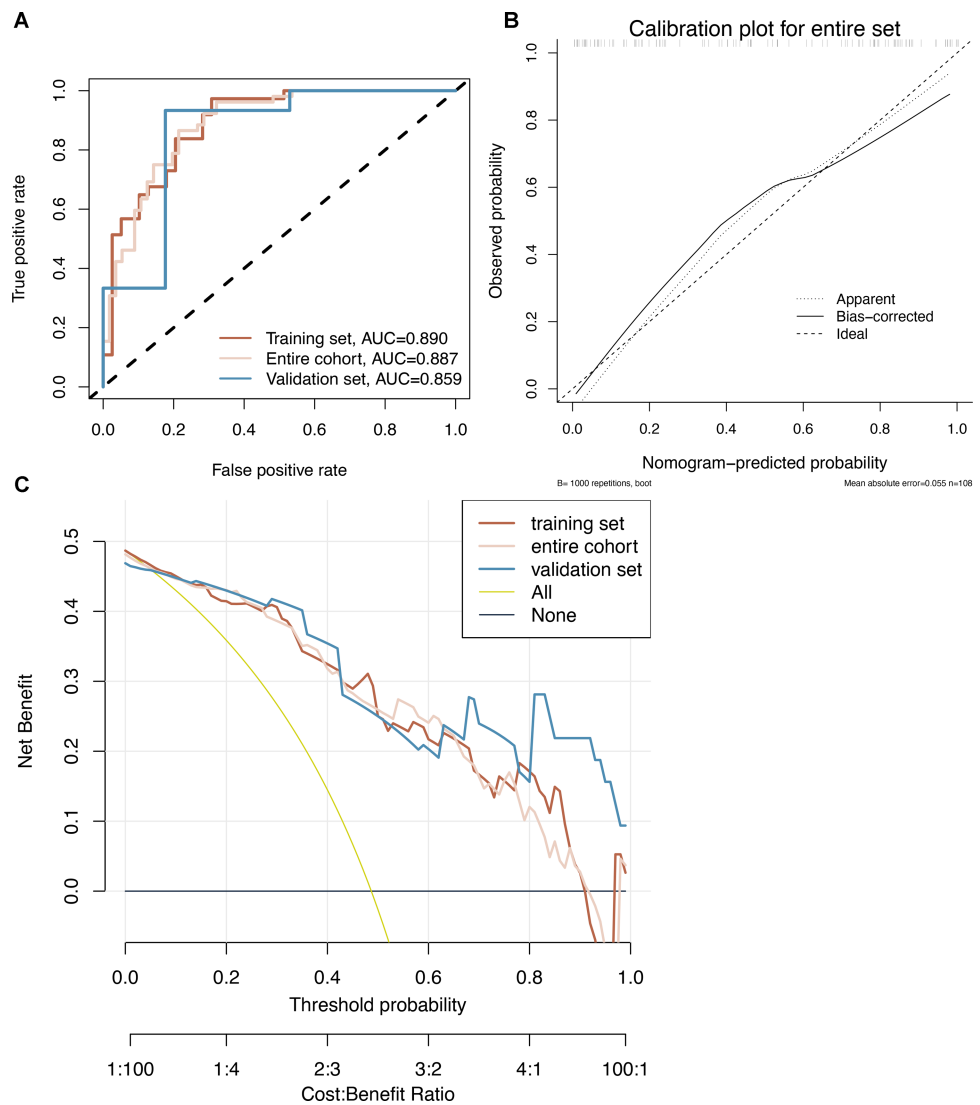 A
1.0
0.8
0.6
0.4
0.2
0.0
True positive rate
Training set, AUC=0.890
Entire cohort, AUC=0.887
Validation set, AUC=0.859
0.0 0.2 0.4 0.6 0.8 1.0
False positive rate
B
Calibration plot for entire set
1.0
0.8
0.6
0.4
0.2
0.0
Observed probability
Apparent
Bias−corrected
Ideal
0.0 0.2 0.4 0.6 0.8 1.0
Nomogram−predicted probability
B= 1000 repetitions, boot
Mean absolute error=0.055 n=108
C
training set
entire cohort
validation set
All
None
0.5
0.4
0.3
0.2
0.1
0.0
Net Benefit
0.0 0.2 0.4 0.6 0.8 1.0
Threshold probability
1:100 1:4 2:3 3:2 4:1 100:1
Cost:Benefit Ratio